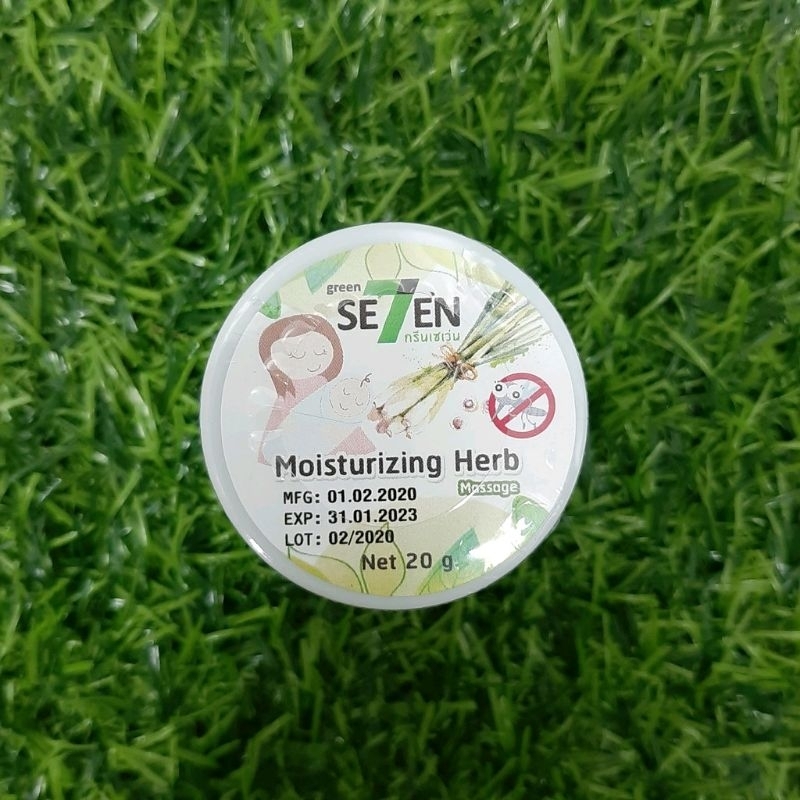 green
SE7EN
กรีนเซเว่น
Moisturizing Herb
Massage
MFG: 01.02.2020
EXP: 31.01.2023
LOT: 02/2020
Net 20 g.